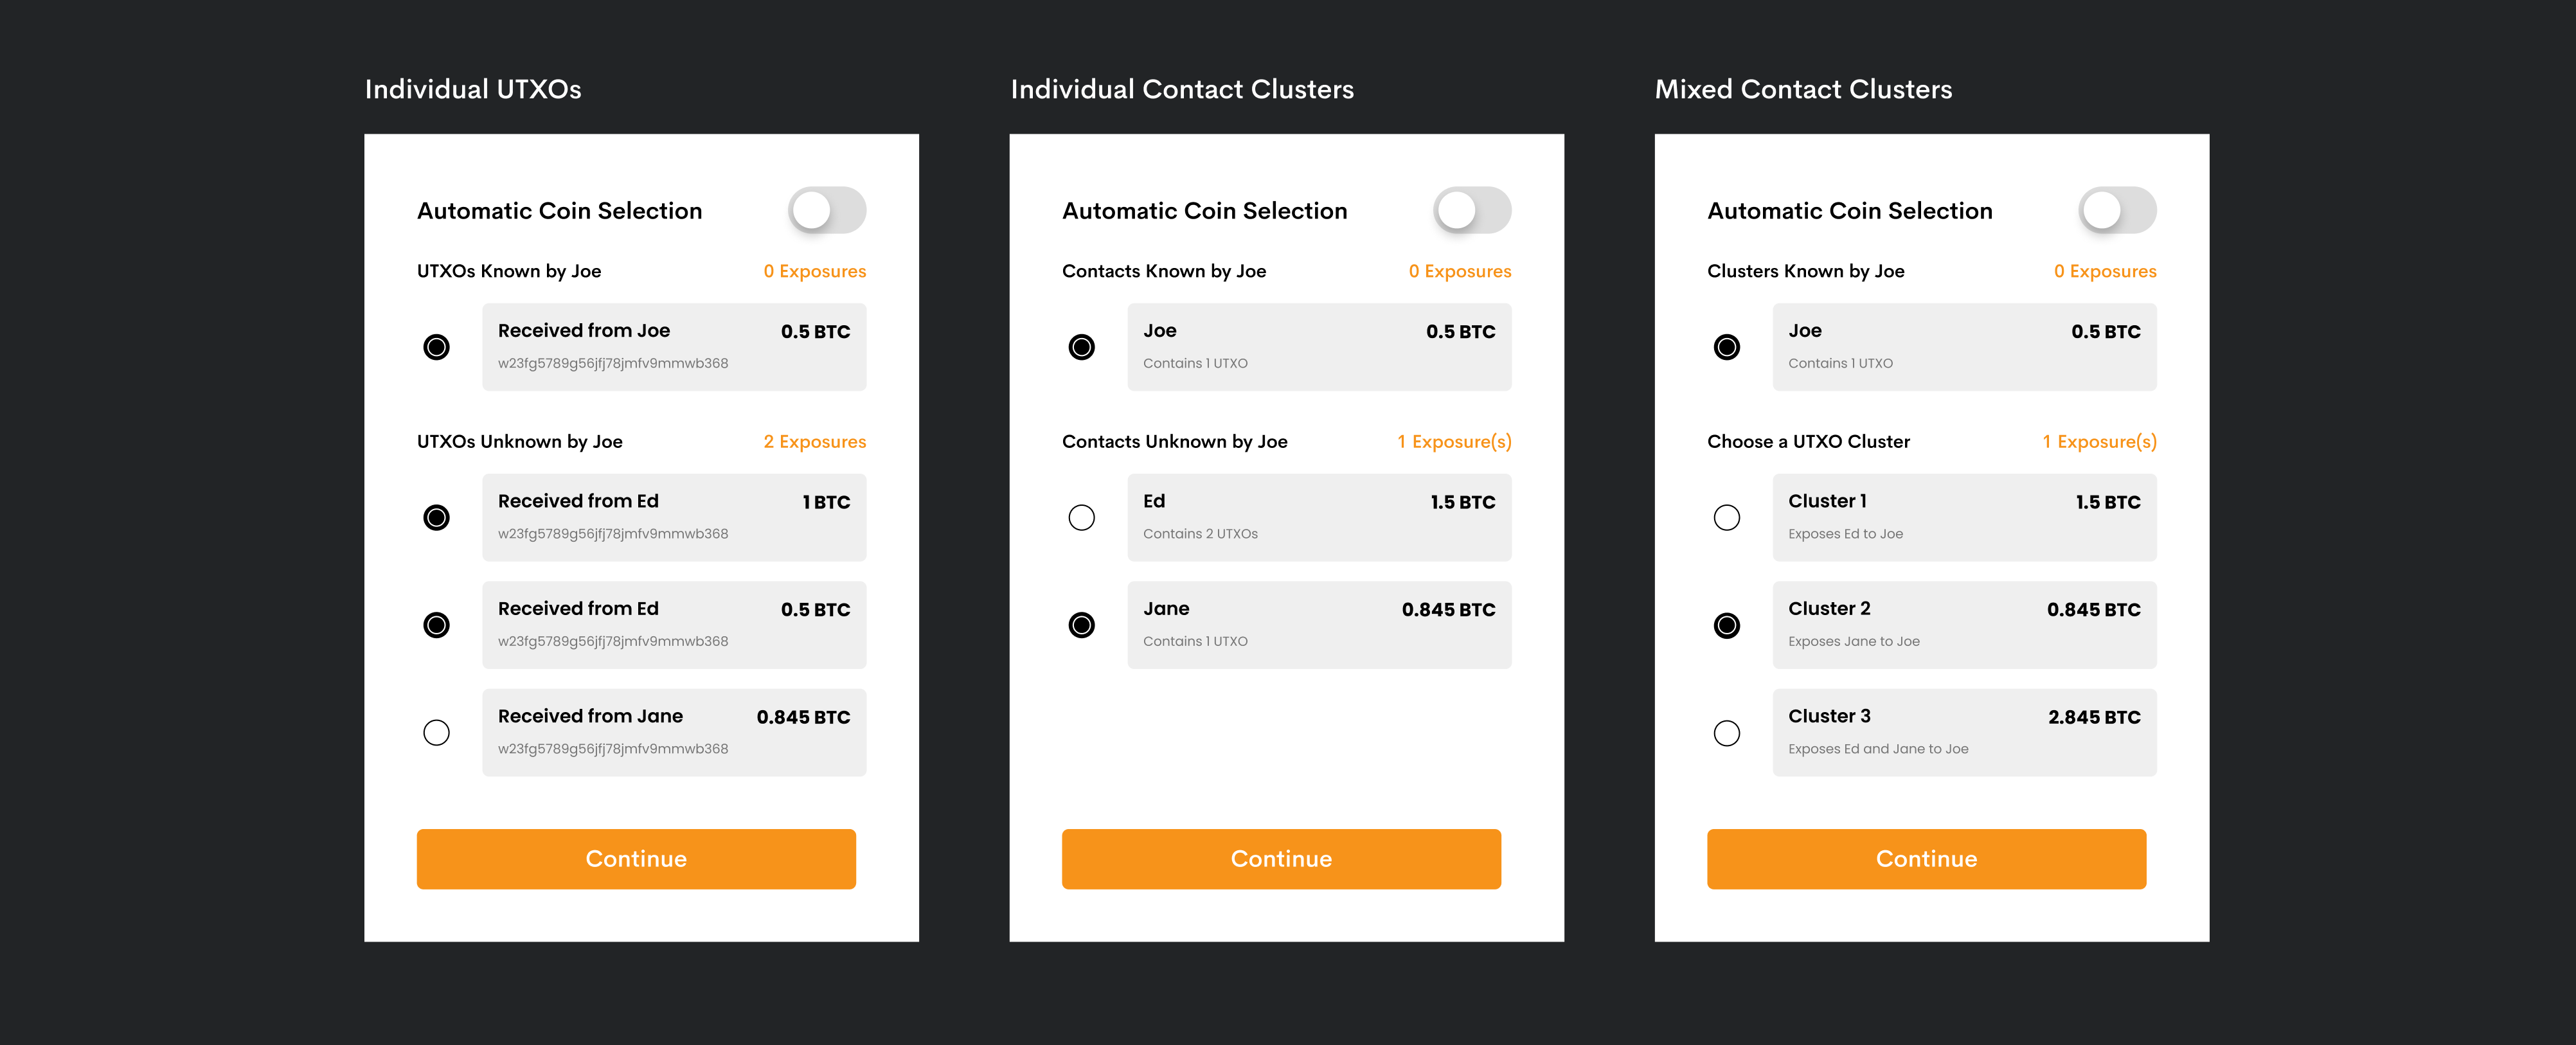 Individual UTXOs
Automatic Coin Selection
UTXOs Known by Joe 0 Exposures
Received from Joe 0.5 BTC
w23fg5789g56jfj78jmfv9mmwb368
UTXOs Unknown by Joe 2 Exposures
Received from Ed 1 BTC
w23fg5789g56jfj78jmfv9mmwb368
Received from Ed 0.5 BTC
w23fg5789g56jfj78jmfv9mmwb368
Received from Jane 0.845 BTC
w23fg5789g56jfj78jmfv9mmwb368
Continue
Individual Contact Clusters
Automatic Coin Selection
Contacts Known by Joe 0 Exposures
Joe 0.5 BTC
Contains 1 UTXO
Contacts Unknown by Joe 1 Exposure(s)
Ed 1.5 BTC
Contains 2 UTXOs
Jane 0.845 BTC
Contains 1 UTXO
Continue
Mixed Contact Clusters
Automatic Coin Selection
Clusters Known by Joe 0 Exposures
Joe 0.5 BTC
Contains 1 UTXO
Choose a UTXO Cluster 1 Exposure(s)
Cluster 1 1.5 BTC
Exposes Ed to Joe
Cluster 2 0.845 BTC
Exposes Jane to Joe
Cluster 3 2.845 BTC
Exposes Ed and Jane to Joe
Continue